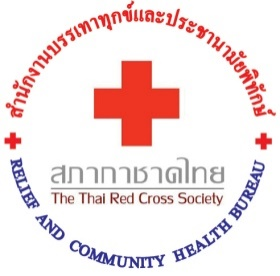 สำนักงานบรรเทาทุกข์และประชานามัยพิทักษ์
สภากาชาดไทย
The Thai Red Cross Society
RELIEF AND COMMUNITY HEALTH BUREAU